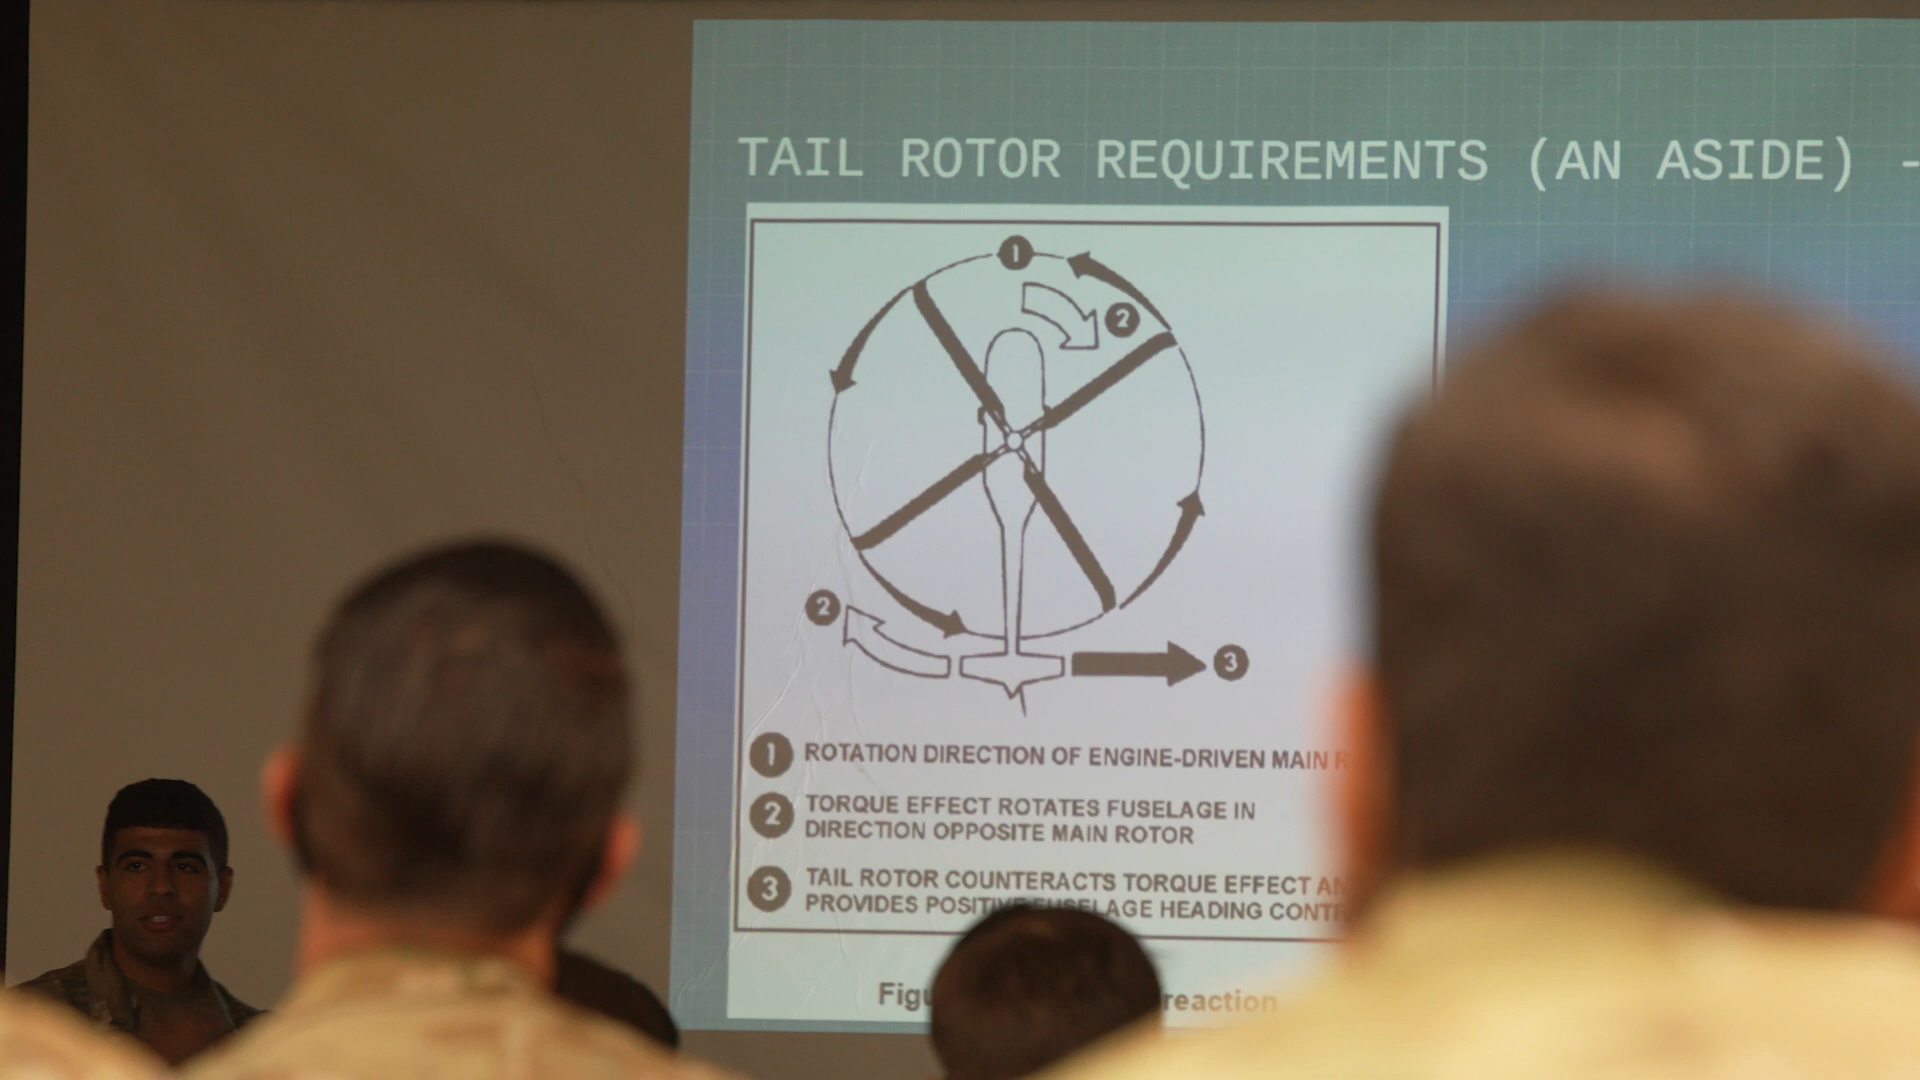 TAIL ROTOR REQUIREMENTS (AN ASIDE) -
1
2
2
3
1 ROTATION DIRECTION OF ENGINE-DRIVEN MAIN
2 TORQUE EFFECT ROTATES FUSELAGE IN
DIRECTION OPPOSITE MAIN ROTOR
3 TAIL ROTOR COUNTERACTS TORQUE EFFECT
PROVIDES POSITIVE FUSELAGE HEADING
reaction